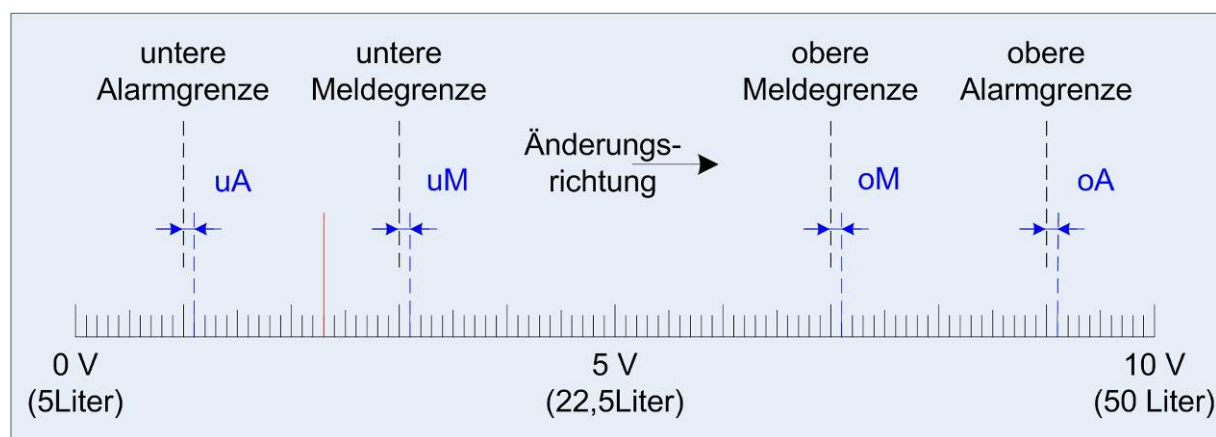 untere
Alarmgrenze
untere
Meldegrenze
obere
Meldegrenze
obere
Alarmgrenze
Änderungs-
richtung
uA
uM
oM
oA
0 V
(5Liter)
5 V
(22,5Liter)
10 V
(50 Liter)